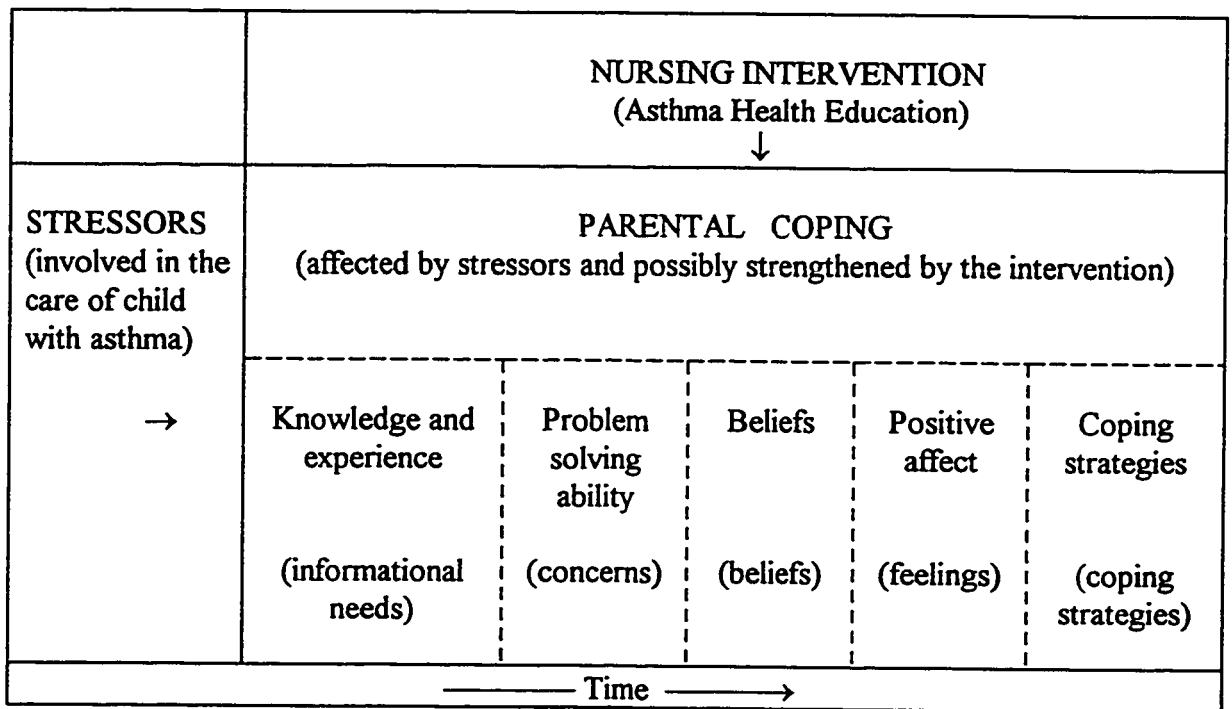 NURSING INTERVENTION
(Asthma Health Education)
↓
STRESSORS
(involved in the
care of child
with asthma)
→
PARENTAL COPING
(affected by stressors and possibly strengthened by the intervention)
Knowledge and
experience
(informational
needs)
Problem
solving
ability
(concerns)
Beliefs
(beliefs)
Positive
affect
(feelings)
Coping
strategies
(coping
strategies)
Time →